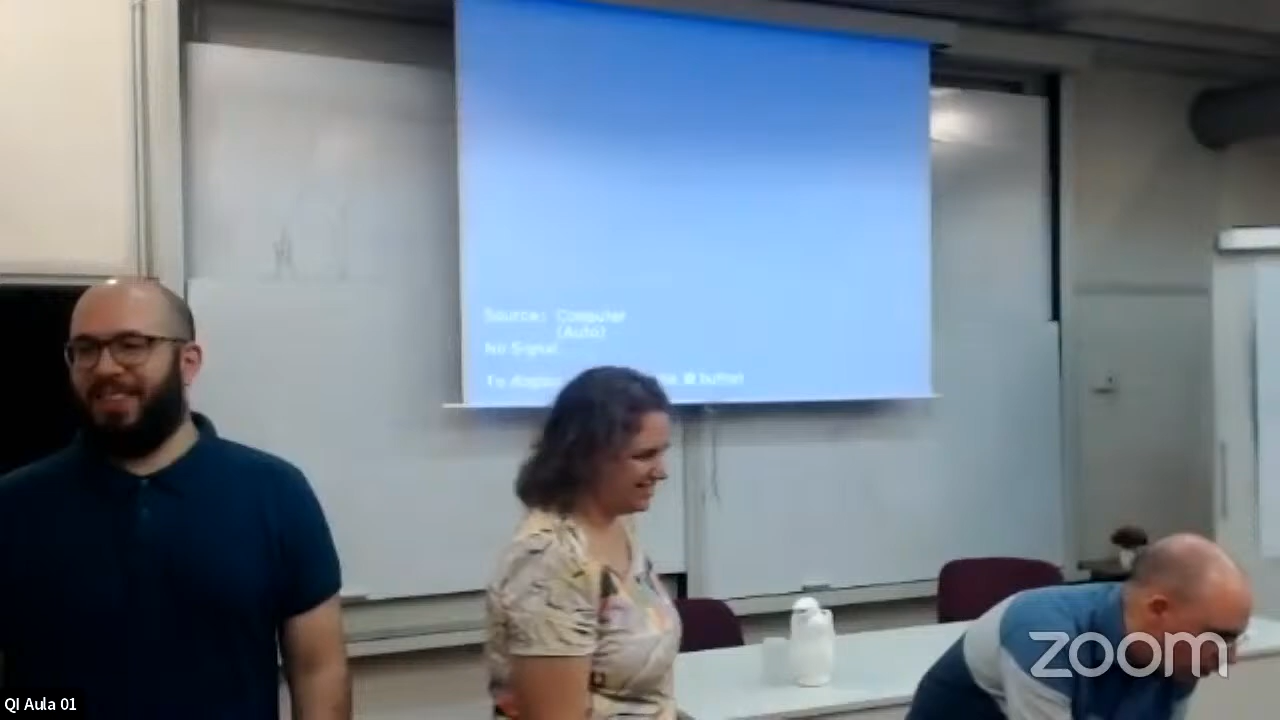 Source: Computer
(Auto)
No Signal
button
zoom
QI Aula 01